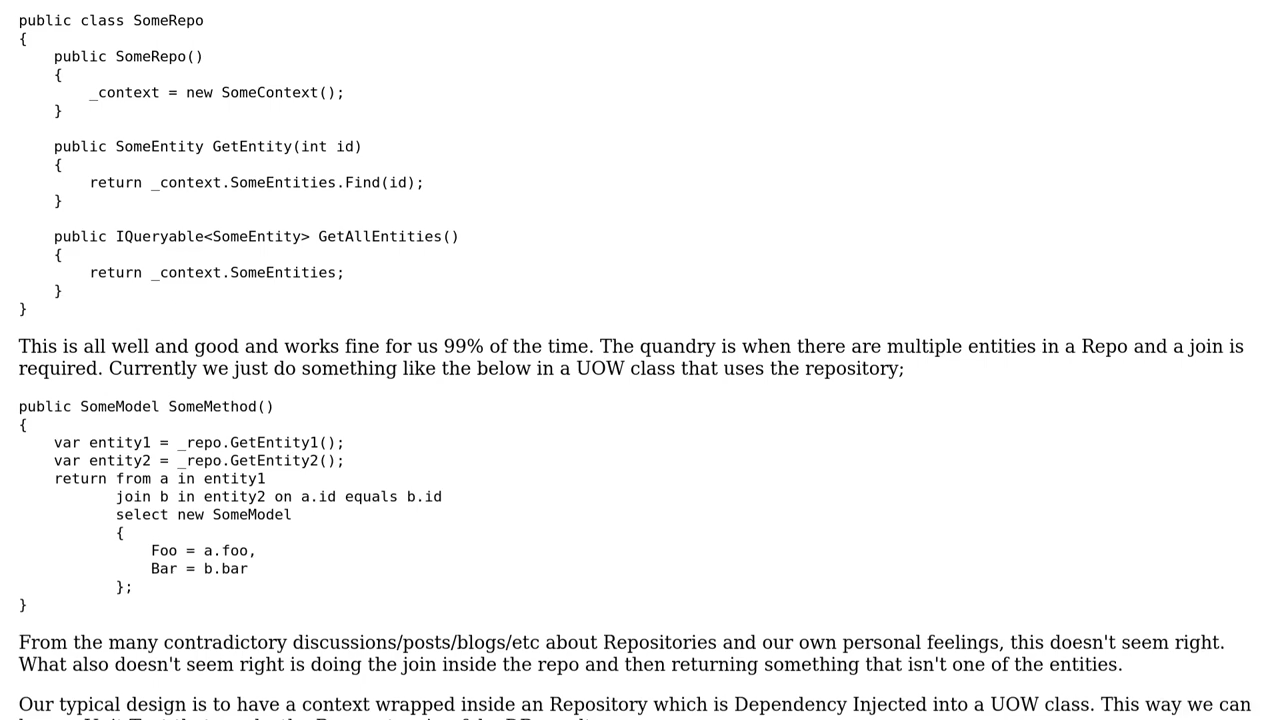 public class SomeRepo
{
    public SomeRepo()
    {
        _context = new SomeContext();
    }

    public SomeEntity GetEntity(int id)
    {
        return _context.SomeEntities.Find(id);
    }

    public IQueryable<SomeEntity> GetAllEntities()
    {
        return _context.SomeEntities;
    }
}
This is all well and good and works fine for us 99% of the time. The quandry is when there are multiple entities in a Repo and a join is
required. Currently we just do something like the below in a UOW class that uses the repository;
public SomeModel SomeMethod()
{
    var entity1 = _repo.GetEntity1();
    var entity2 = _repo.GetEntity2();
    return from a in entity1
           join b in entity2 on a.id equals b.id
           select new SomeModel
           {
               Foo = a.foo,
               Bar = b.bar
           };
}
From the many contradictory discussions/posts/blogs/etc about Repositories and our own personal feelings, this doesn't seem right.
What also doesn't seem right is doing the join inside the repo and then returning something that isn't one of the entities.
Our typical design is to have a context wrapped inside an Repository which is Dependency Injected into a UOW class. This way we can